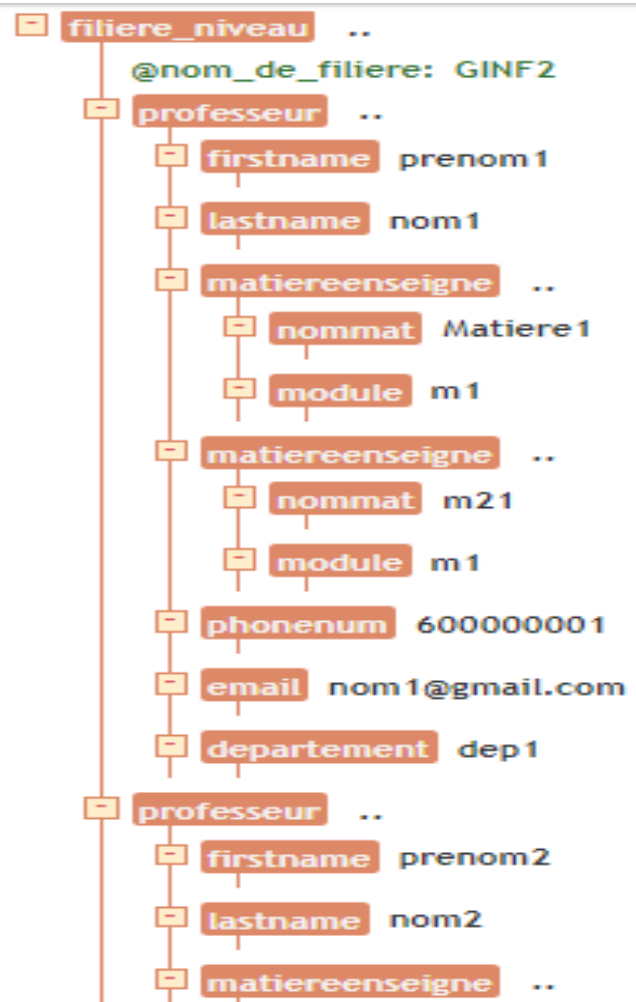 filiere_niveau ..
@nom_de_filiere: GINF2
professeur ..
firstname prenom1
lastname nom1
matiereenseigne ..
nommat Matiere1
module m1
matiereenseigne ..
nommat m21
module m1
phonenum 600000001
email nom1@gmail.com
departement dep1
professeur ..
firstname prenom2
lastname nom2
matiereenseigne ..